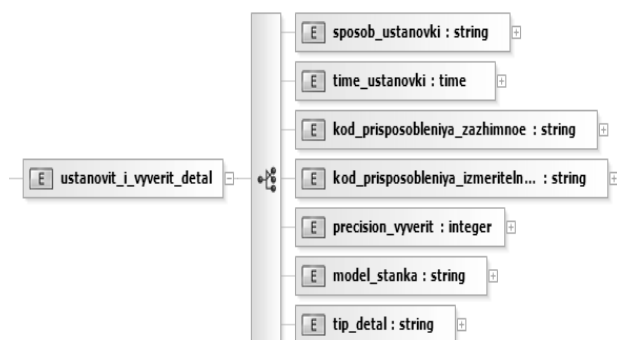 E sposob_ustanovki : string
E time_ustanovki : time
E kod_prisposobleniya_zazhimnoe : string
E ustanovit_i_vyverit_detal
E kod_prisposobleniya_izmeriteln... : string
E precision_vyverit : integer
E model_stanka : string
E tip_detal : string